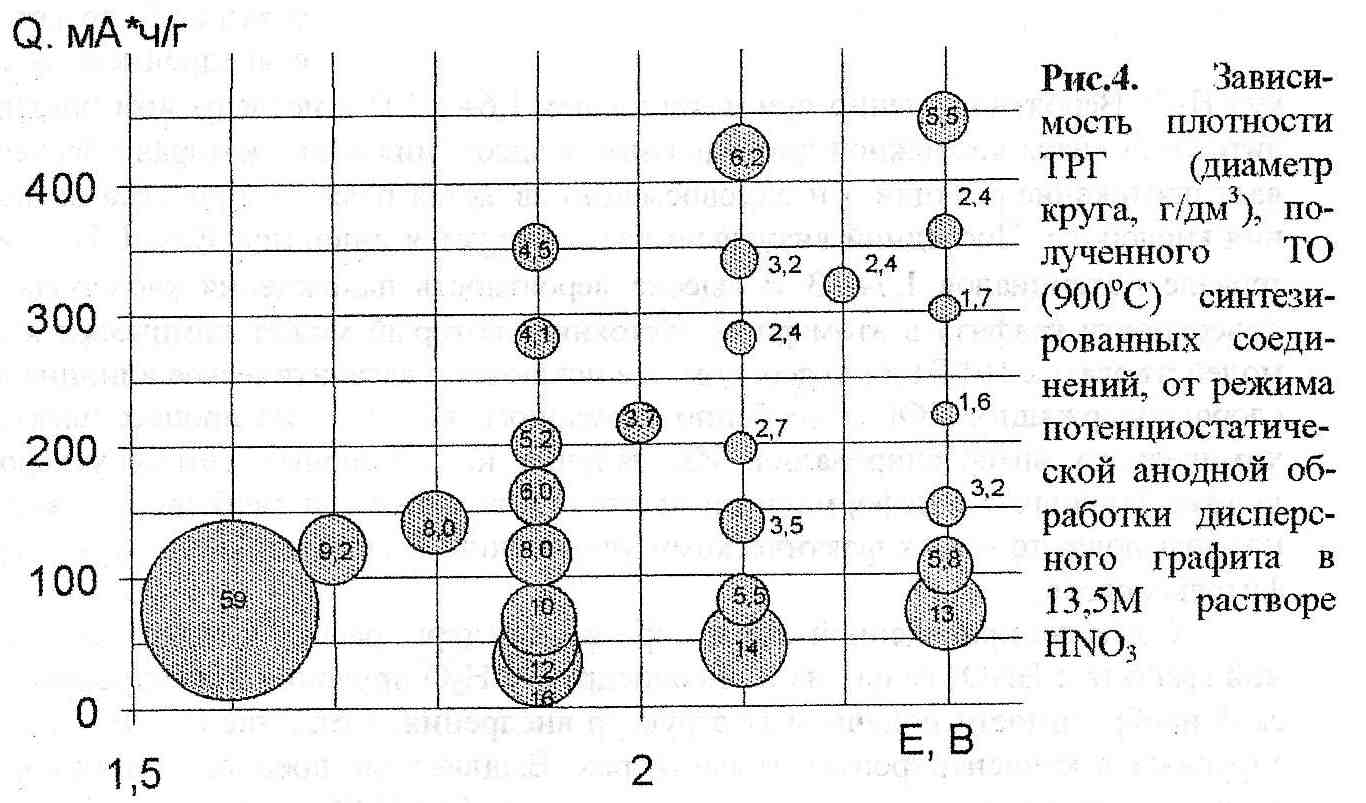 Q. мА*ч/г
400
300
200
100
0
1,5
2
E, В
5,5
6,2
2,4
4,5
3,2
2,4
1,7
4,1
2,4
1,6
3,7
5,2
2,7
6,0
3,2
8,0
3,5
9,2
8,0
5,8
59
5,5
10
13
14
12
16
Рис.4. Зависи-
мость плотности
ТРГ (диаметр
круга, г/дм³), по-
лученного ТО
(900°С) синтези-
рованных соеди-
нений, от режима
потенциостатиче-
ской анодной об-
работки дисперс-
ного графита в
13,5М растворе
HNO₃